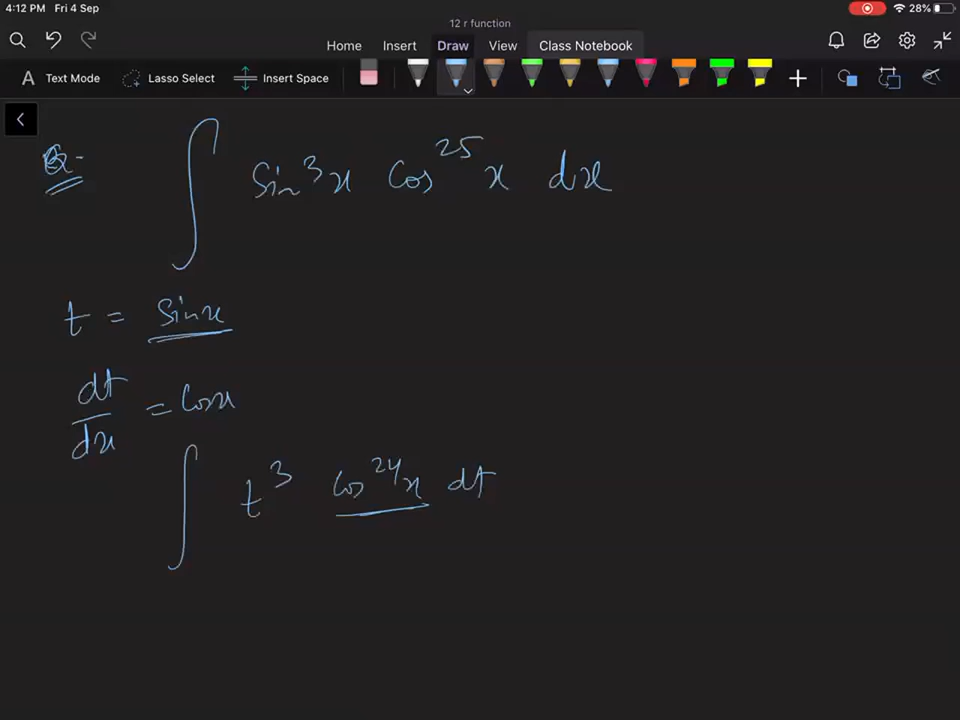 4:12 PM Fri 4 Sep 28%
12 r function
Home Insert Draw View Class Notebook
A Text Mode Lasso Select Insert Space
Q- ∫ sin³x cos²⁵x dx
t = sinx
dt/dx = cosx
∫ t³ cos²⁴x dt